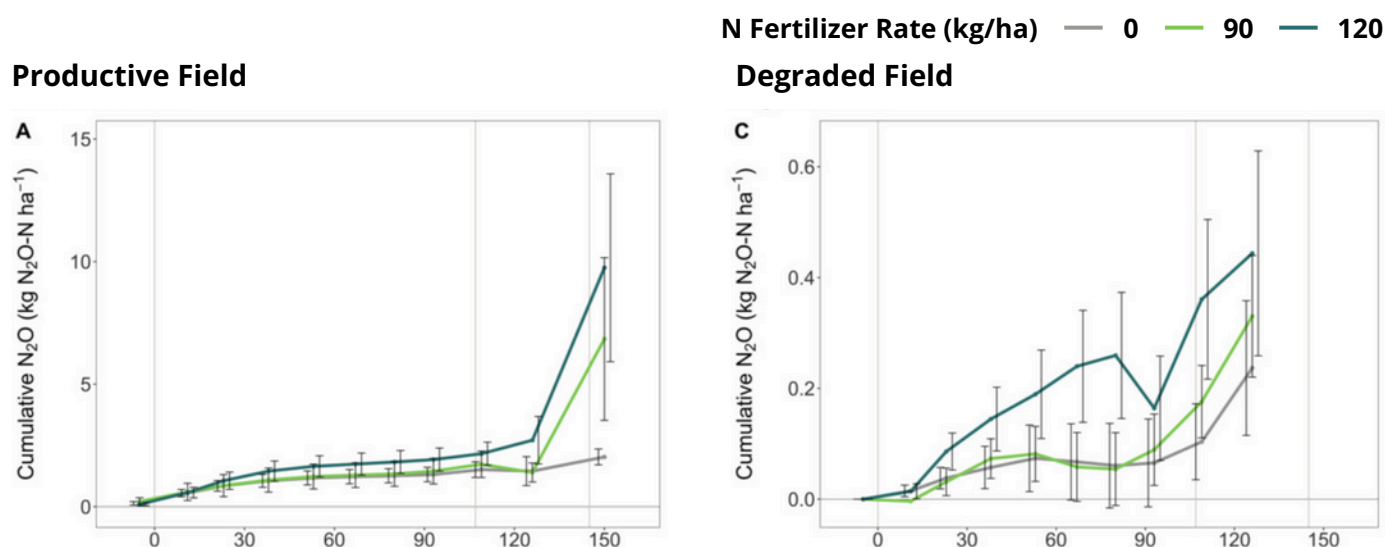 N Fertilizer Rate (kg/ha) 0 90 120
Productive Field
Degraded Field
A
Cumulative N₂O (kg N₂O-N ha⁻¹)
15
10
5
0
0 30 60 90 120 150
C
Cumulative N₂O (kg N₂O-N ha⁻¹)
0.6
0.4
0.2
0.0
0 30 60 90 120 150